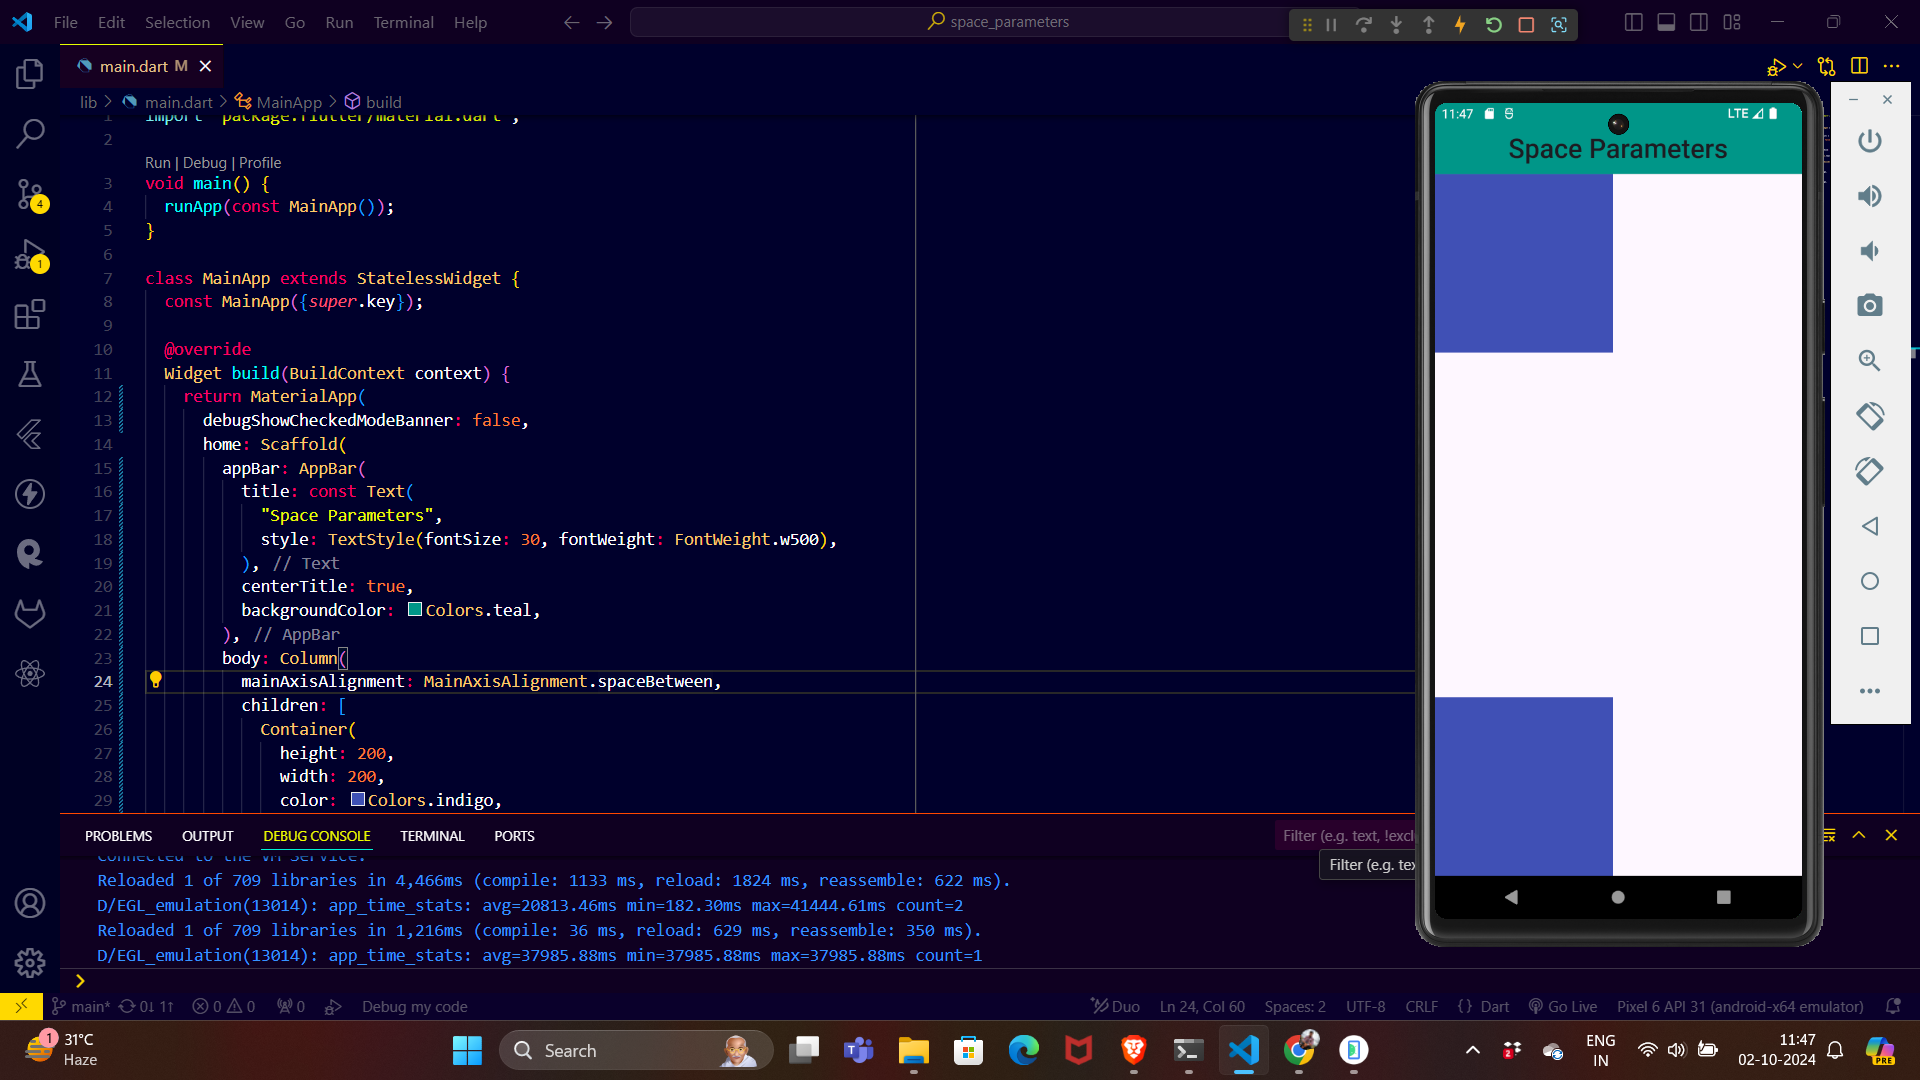 File Edit Selection View Go Run Terminal Help
space_parameters
main.dart M
lib > main.dart > MainApp > build
1 import 'package:flutter/material.dart';
2
Run | Debug | Profile
3 void main() {
4 runApp(const MainApp());
5 }
6
7 class MainApp extends StatelessWidget {
8 const MainApp({super.key});
9
10 @override
11 Widget build(BuildContext context) {
12 return MaterialApp(
13 debugShowCheckedModeBanner: false,
14 home: Scaffold(
15 appBar: AppBar(
16 title: const Text(
17 "Space Parameters",
18 style: TextStyle(fontSize: 30, fontWeight: FontWeight.w500),
19 ), // Text
20 centerTitle: true,
21 backgroundColor: Colors.teal,
22 ), // AppBar
23 body: Column(
24 mainAxisAlignment: MainAxisAlignment.spaceBetween,
25 children: [
26 Container(
27 height: 200,
28 width: 200,
29 color: Colors.indigo,
4
1
11:47 LTE
Space Parameters
PROBLEMS OUTPUT DEBUG CONSOLE TERMINAL PORTS
Filter (e.g. text, !excl
Filter (e.g. tex
Connected to the VM Service.
Reloaded 1 of 709 libraries in 4,466ms (compile: 1133 ms, reload: 1824 ms, reassemble: 622 ms).
D/EGL_emulation(13014): app_time_stats: avg=20813.46ms min=182.30ms max=41444.61ms count=2
Reloaded 1 of 709 libraries in 1,216ms (compile: 36 ms, reload: 629 ms, reassemble: 350 ms).
D/EGL_emulation(13014): app_time_stats: avg=37985.88ms min=37985.88ms max=37985.88ms count=1
>
main* 0↓ 1↑ 0 0 0 Debug my code Duo Ln 24, Col 60 Spaces: 2 UTF-8 CRLF {} Dart Go Live Pixel 6 API 31 (android-x64 emulator)
1
31°C
Haze
Search
2
ENG
IN
11:47
02-10-2024
PRE